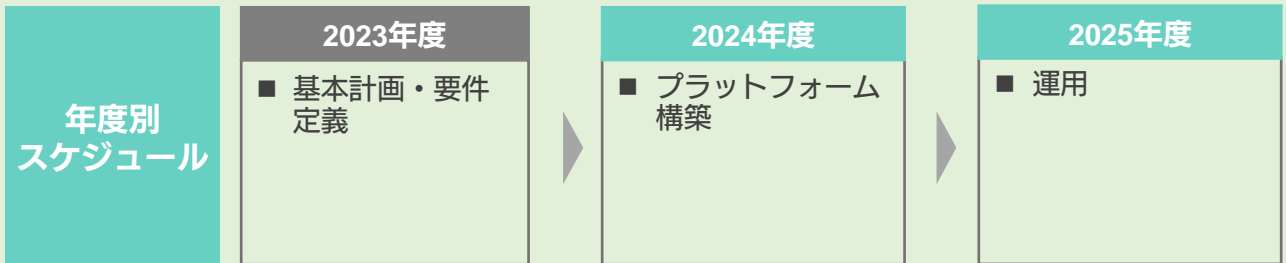 年度別
スケジュール
2023年度
■ 基本計画・要件
定義
2024年度
■ プラットフォーム
構築
2025年度
■ 運用